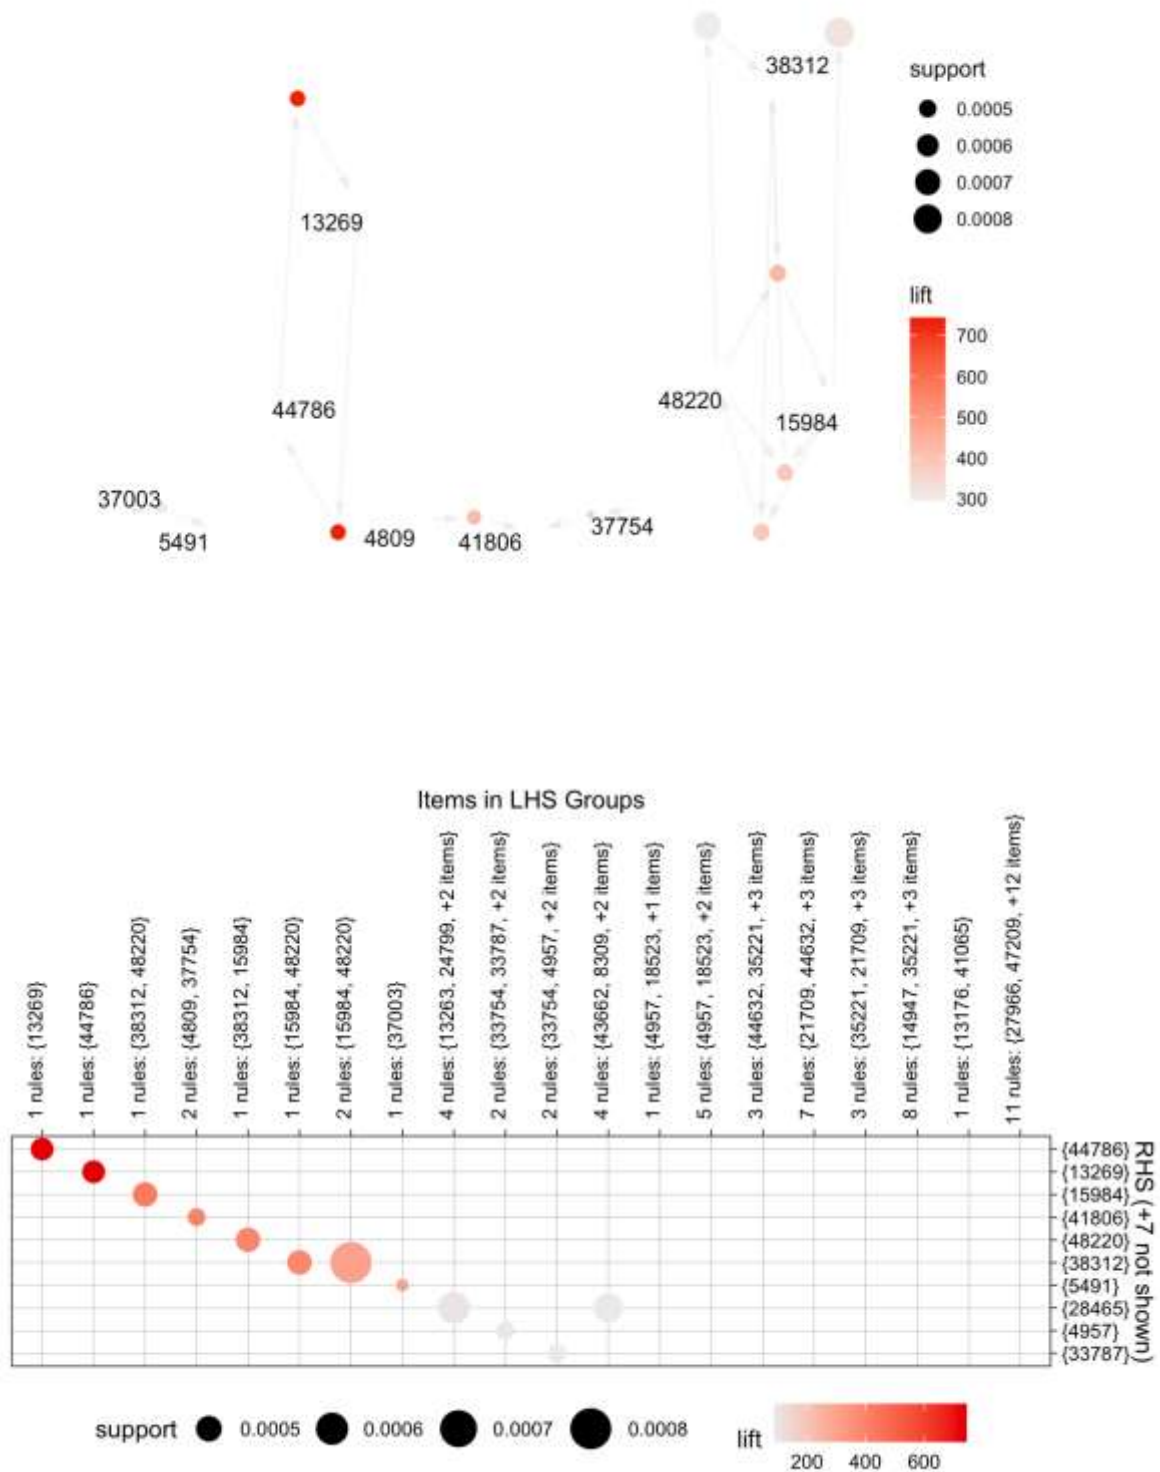 38312
support
0.0005
0.0006
0.0007
0.0008
13269
lift
700
600
500
400
300
44786
48220
15984
37003
5491
4809
41806
37754
Items in LHS Groups
1 rules: {13269}
1 rules: {44786}
1 rules: {38312, 48220}
2 rules: {4809, 37754}
1 rules: {38312, 15984}
1 rules: {15984, 48220}
2 rules: {15984, 48220}
1 rules: {37003}
4 rules: {13263, 24799, +2 items}
2 rules: {33754, 33787, +2 items}
2 rules: {33754, 4957, +2 items}
4 rules: {43662, 8309, +2 items}
1 rules: {4957, 18523, +1 items}
5 rules: {4957, 18523, +2 items}
3 rules: {44632, 35221, +3 items}
7 rules: {21709, 44632, +3 items}
3 rules: {35221, 21709, +3 items}
8 rules: {14947, 35221, +3 items}
1 rules: {13176, 41065}
11 rules: {27966, 47209, +12 items}
{44786}
{13269}
{15984}
{41806}
{48220}
{38312}
{5491}
{28465}
{4957}
{33787}
RHS (+7 not shown)
support 0.0005 0.0006 0.0007 0.0008
lift
200 400 600